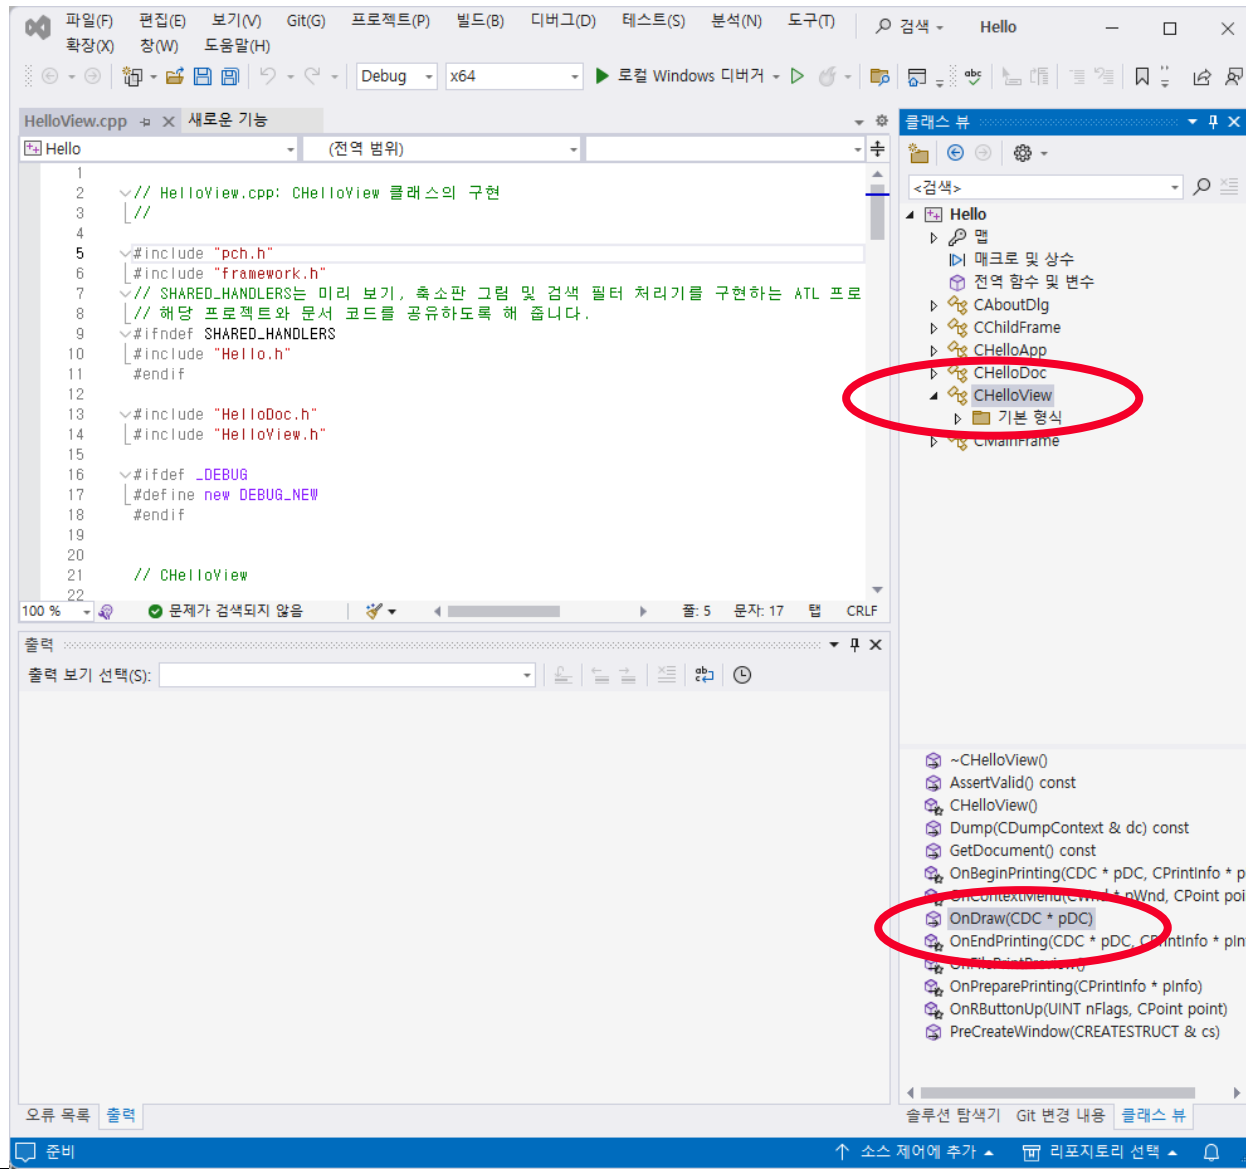 파일(F) 편집(E) 보기(V) Git(G) 프로젝트(P) 빌드(B) 디버그(D) 테스트(S) 분석(N) 도구(T) 검색 Hello
확장(X) 창(W) 도움말(H)
Debug x64 로컬 Windows 디버거
HelloView.cpp 새로운 기능
Hello (전역 범위)
1
2 // HelloView.cpp: CHelloView 클래스의 구현
3 //
4
5 #include "pch.h"
6 #include "framework.h"
7 // SHARED_HANDLERS는 미리 보기, 축소판 그림 및 검색 필터 처리기를 구현하는 ATL 프로
8 // 해당 프로젝트와 문서 코드를 공유하도록 해 줍니다.
9 #ifndef SHARED_HANDLERS
10 #include "Hello.h"
11 #endif
12
13 #include "HelloDoc.h"
14 #include "HelloView.h"
15
16 #ifdef _DEBUG
17 #define new DEBUG_NEW
18 #endif
19
20
21 // CHelloView
22
100 % 문제가 검색되지 않음 줄: 5 문자: 17 탭 CRLF
출력
출력 보기 선택(S):
오류 목록 출력
클래스 뷰
<검색>
Hello
맵
매크로 및 상수
전역 함수 및 변수
CAboutDlg
CChildFrame
CHelloApp
CHelloDoc
CHelloView
기본 형식
CMainFrame
~CHelloView()
AssertValid() const
CHelloView()
Dump(CDumpContext & dc) const
GetDocument() const
OnBeginPrinting(CDC * pDC, CPrintInfo * p
OnContextMenu(CWnd * pWnd, CPoint poi
OnDraw(CDC * pDC)
OnEndPrinting(CDC * pDC, CPrintInfo * pIn
OnFilePrintPreview()
OnPreparePrinting(CPrintInfo * pInfo)
OnRButtonUp(UINT nFlags, CPoint point)
PreCreateWindow(CREATESTRUCT & cs)
솔루션 탐색기 Git 변경 내용 클래스 뷰
준비 소스 제어에 추가 리포지토리 선택